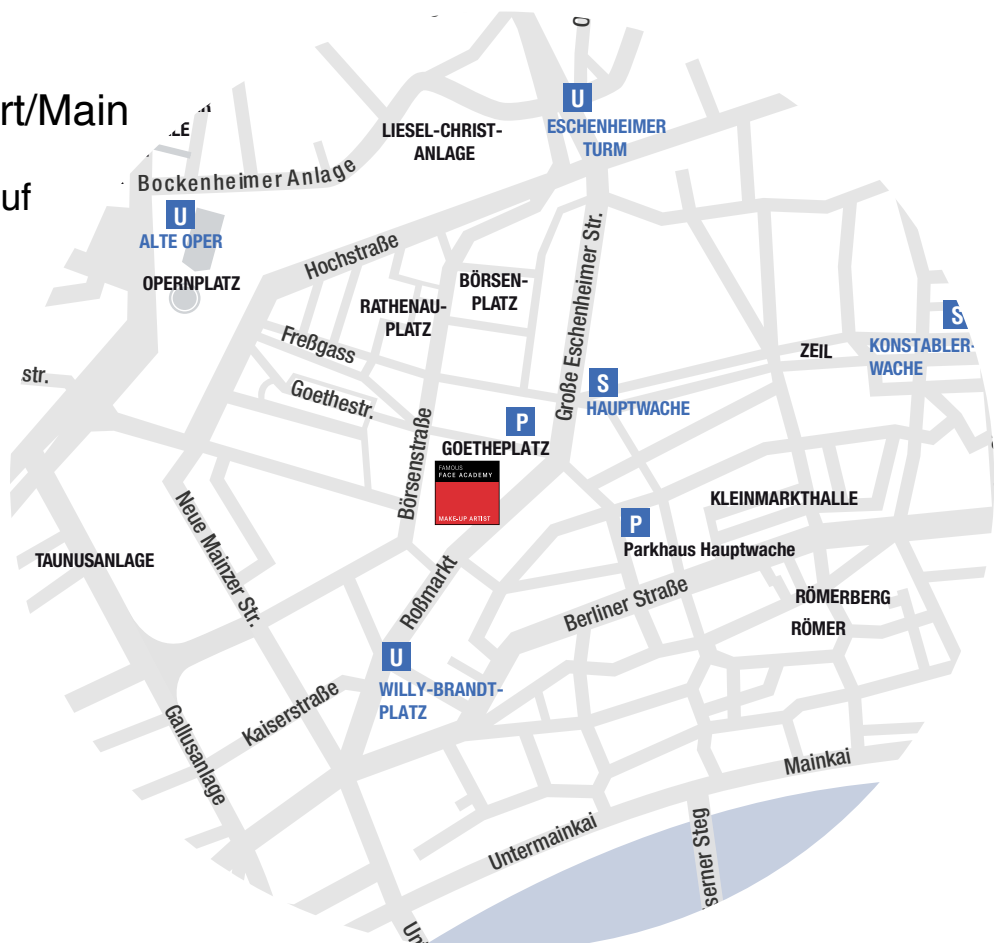 rt/Main
uf
U
ESCHENHEIMER
TURM
LIESEL-CHRIST-
ANLAGE
Bockenheimer Anlage
U
ALTE OPER
OPERNPLATZ
Hochstraße
Große Eschenheimer Str.
BÖRSEN-
PLATZ
RATHENAU-
PLATZ
Freßgass
Goethestr.
str.
S
KONSTABLER-
WACHE
ZEIL
S
HAUPTWACHE
P
GOETHEPLATZ
Börsenstraße
FAMOUS
FACE ACADEMY
MAKE-UP ARTIST
KLEINMARKTHALLE
P
Parkhaus Hauptwache
Neue Mainzer Str.
TAUNUSANLAGE
Roßmarkt
Berliner Straße
RÖMERBERG
RÖMER
U
WILLY-BRANDT-
PLATZ
Kaiserstraße
Gallusanlage
Mainkai
Untermainkai
serner Steg